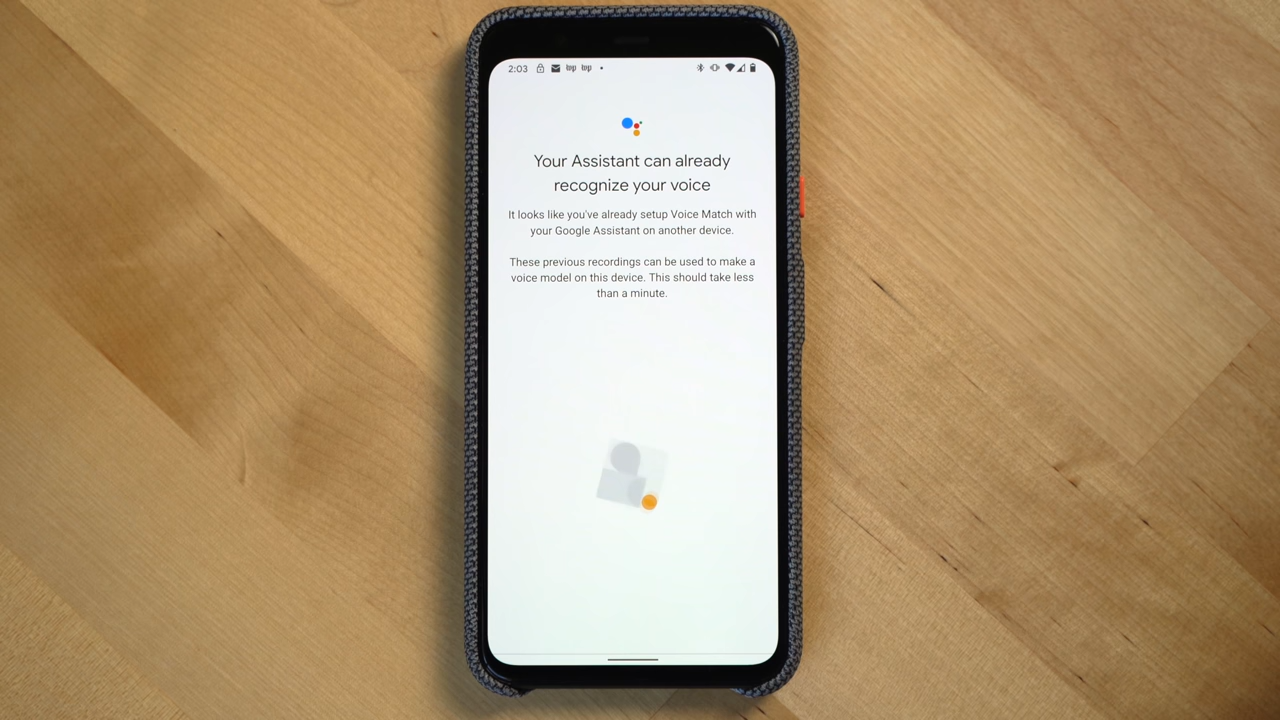 2:03 wp wp
Your Assistant can already
recognize your voice
It looks like you've already setup Voice Match with
your Google Assistant on another device.
These previous recordings can be used to make a
voice model on this device. This should take less
than a minute.